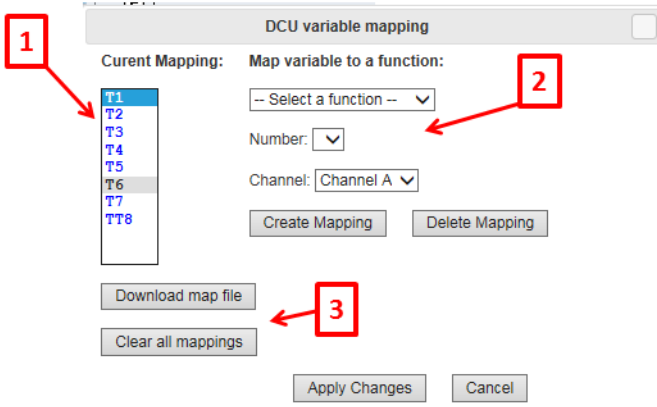 DCU variable mapping
1
Curent Mapping:
Map variable to a function:
2
T1
T2
T3
T4
T5
T6
T7
TT8
-- Select a function --
Number:
Channel: Channel A
Create Mapping
Delete Mapping
Download map file
3
Clear all mappings
Apply Changes
Cancel